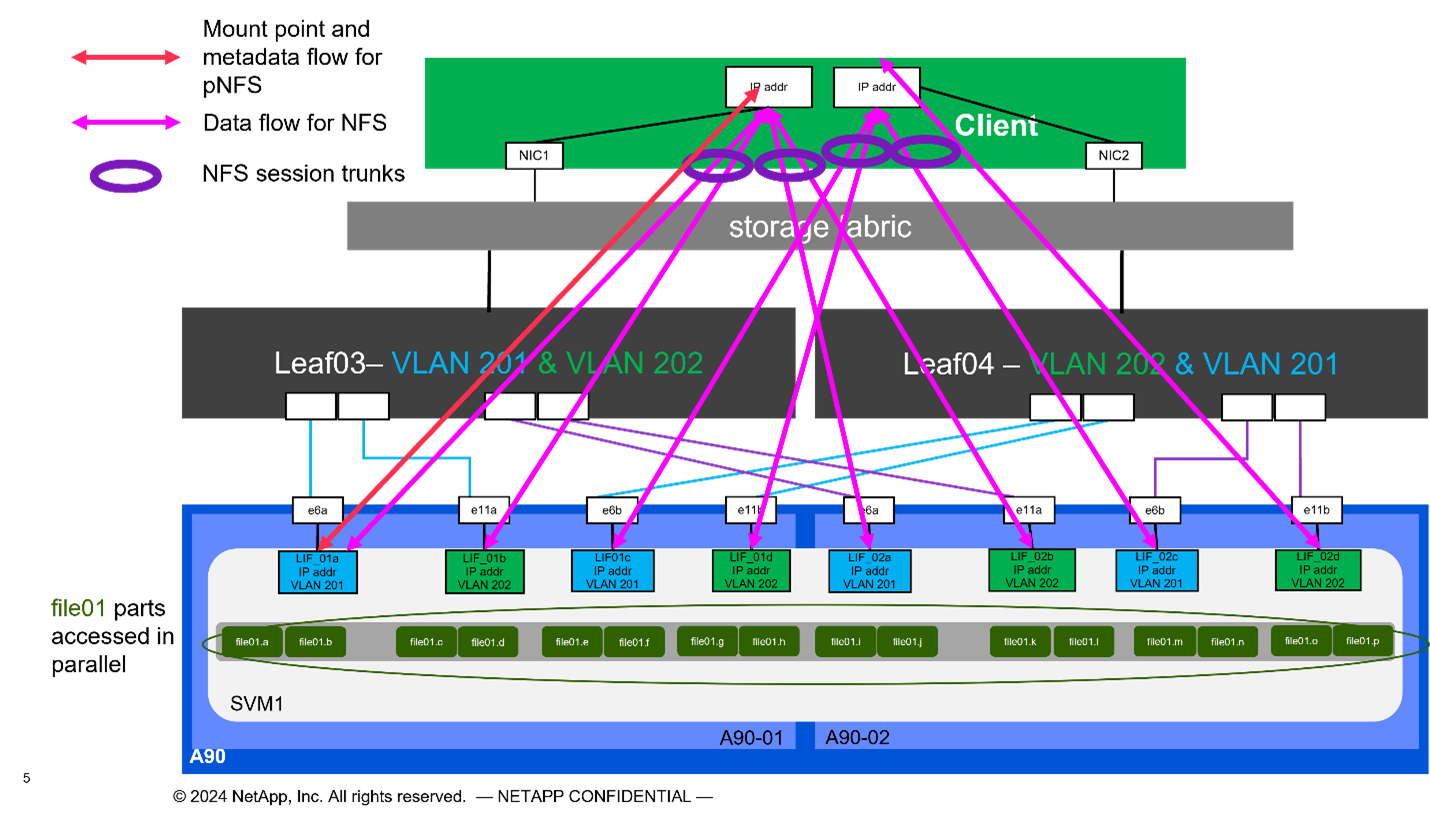 Mount point and
metadata flow for
pNFS
Data flow for NFS
NFS session trunks
IP addr
IP addr
Client
NIC1
NIC2
storage fabric
Leaf03– VLAN 201 & VLAN 202
Leaf04 – VLAN 202 & VLAN 201
e6a
e11a
e6b
e11b
e6a
e11a
e6b
e11b
LIF_01a
IP addr
VLAN 201
LIF_01b
IP addr
VLAN 202
LIF01c
IP addr
VLAN 201
LIF_01d
IP addr
VLAN 202
LIF_02a
IP addr
VLAN 201
LIF_02b
IP addr
VLAN 202
LIF_02c
IP addr
VLAN 201
LIF_02d
IP addr
VLAN 202
file01 parts
accessed in
parallel
file01.a
file01.b
file01.c
file01.d
file01.e
file01.f
file01.g
file01.h
file01.i
file01.j
file01.k
file01.l
file01.m
file01.n
file01.o
file01.p
SVM1
A90-01
A90-02
A90
5
© 2024 NetApp, Inc. All rights reserved. — NETAPP CONFIDENTIAL —